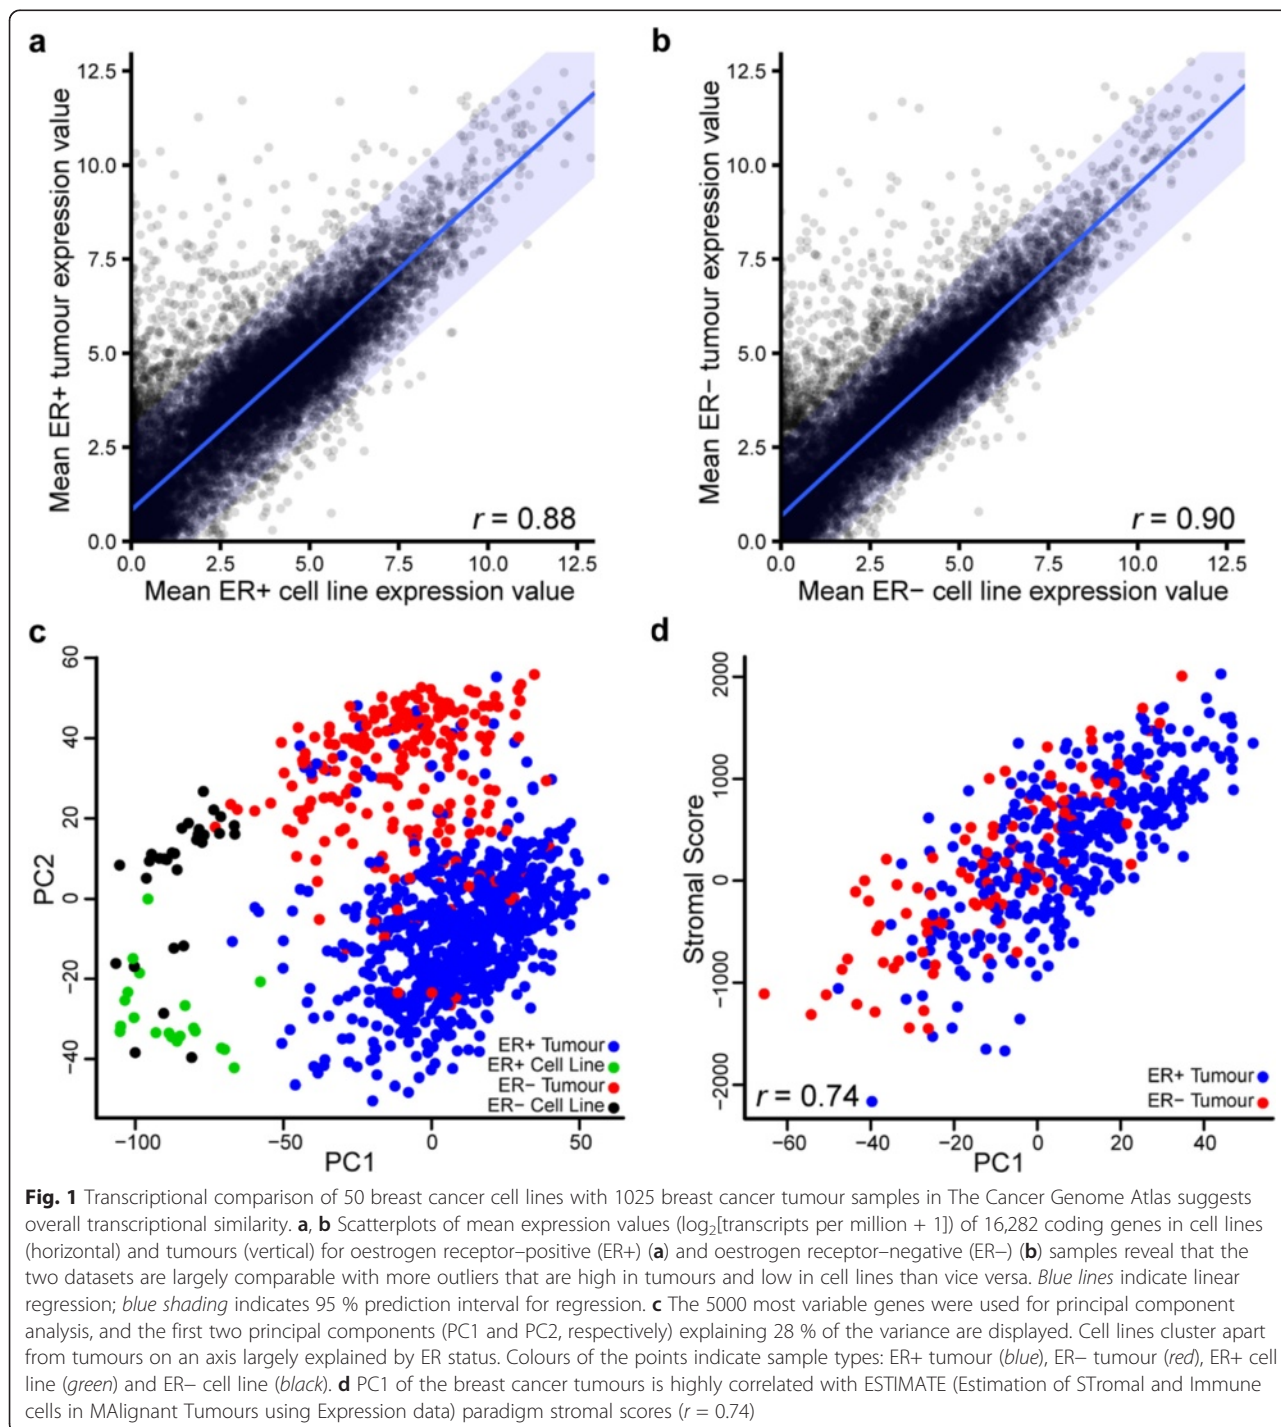 a
12.5
10.0
7.5
5.0
2.5
0.0
Mean ER+ tumour expression value
0.0 2.5 5.0 7.5 10.0 12.5
Mean ER+ cell line expression value
r = 0.88
b
12.5
10.0
7.5
5.0
2.5
0.0
Mean ER− tumour expression value
0.0 2.5 5.0 7.5 10.0 12.5
Mean ER− cell line expression value
r = 0.90
c
60
40
20
0
−20
−40
PC2
−100 −50 0 50
PC1
ER+ Tumour
ER+ Cell Line
ER− Tumour
ER− Cell Line
d
2000
1000
0
−1000
−2000
Stromal Score
−60 −40 −20 0 20 40
PC1
r = 0.74
ER+ Tumour
ER− Tumour
Fig. 1 Transcriptional comparison of 50 breast cancer cell lines with 1025 breast cancer tumour samples in The Cancer Genome Atlas suggests
overall transcriptional similarity. a, b Scatterplots of mean expression values (log₂[transcripts per million + 1]) of 16,282 coding genes in cell lines
(horizontal) and tumours (vertical) for oestrogen receptor–positive (ER+) (a) and oestrogen receptor–negative (ER−) (b) samples reveal that the
two datasets are largely comparable with more outliers that are high in tumours and low in cell lines than vice versa. Blue lines indicate linear
regression; blue shading indicates 95 % prediction interval for regression. c The 5000 most variable genes were used for principal component
analysis, and the first two principal components (PC1 and PC2, respectively) explaining 28 % of the variance are displayed. Cell lines cluster apart
from tumours on an axis largely explained by ER status. Colours of the points indicate sample types: ER+ tumour (blue), ER− tumour (red), ER+ cell
line (green) and ER− cell line (black). d PC1 of the breast cancer tumours is highly correlated with ESTIMATE (Estimation of STromal and Immune
cells in MAlignant Tumours using Expression data) paradigm stromal scores (r = 0.74)